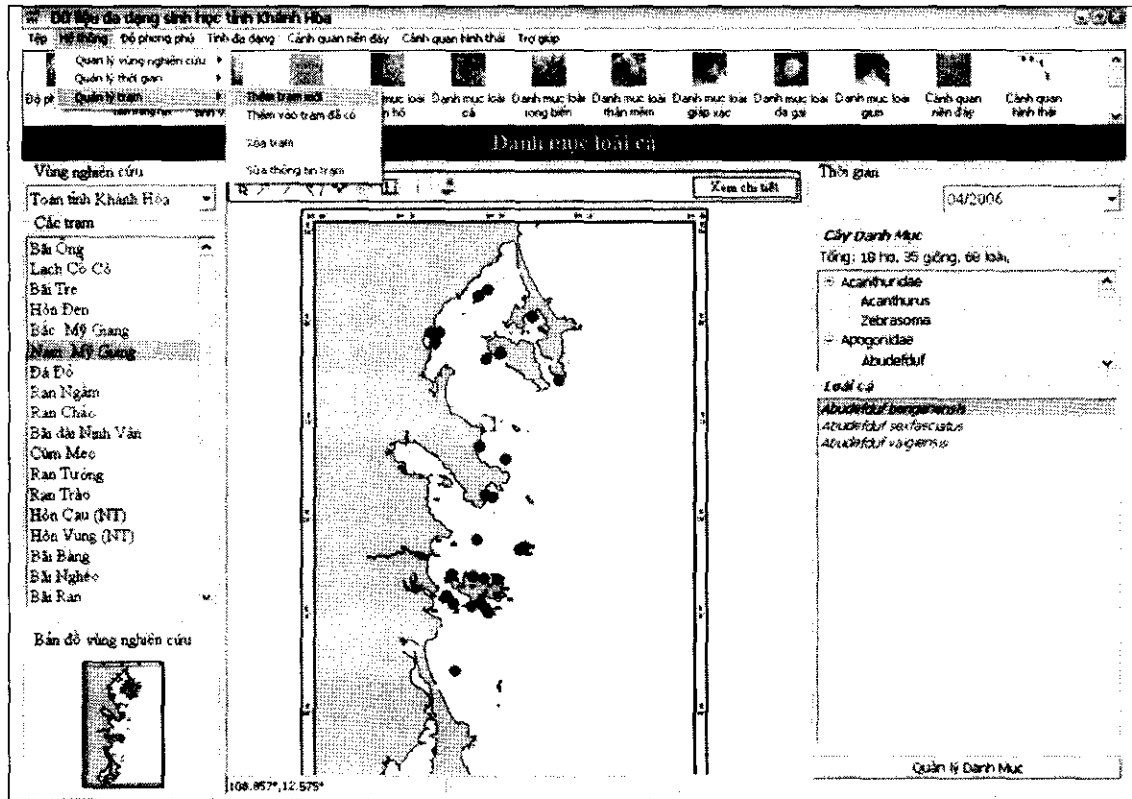 Dữ liệu đa dạng sinh học tỉnh Khánh Hòa
Tệp Hệ thống Độ phong phú Tính đa dạng Cảnh quan nền đáy Cảnh quan hình thái Trợ giúp
Quản lý vùng nghiên cứu
Quản lý thời gian
Quản lý trạm
Thêm trạm mới
Thêm vào trạm đã có
Xóa trạm
Sửa thông tin trạm
Danh mục loài cá
Danh mục loài rong biển
Danh mục loài thân mềm
Danh mục loài giáp xác
Danh mục loài da gai
Danh mục loài giun
Cảnh quan nền đáy
Cảnh quan hình thái
Danh mục loài cá
Vùng nghiên cứu
Toàn tỉnh Khánh Hòa
Các trạm
Bãi Ông
Lạch Cổ Cò
Bãi Tre
Hòn Đen
Bắc Mỹ Giang
Nam Mỹ Giang
Đá Đỏ
Rạn Ngầm
Rạn Chảo
Bãi dài Ninh Vân
Cùm Meo
Rạn Tướng
Rạn Trào
Hòn Cau (NT)
Hòn Vung (NT)
Bãi Bàng
Bãi Nghéo
Bãi Rạn
Bản đồ vùng nghiên cứu
Xem chi tiết
108.857°,12.575°
Thời gian
04/2006
Cây Danh Mục
Tổng: 18 họ, 35 giống, 68 loài,
Acanthuridae
Acanthurus
Zebrasoma
Apogonidae
Abudefduf
Loài cá
Abudefduf bengalensis
Abudefduf sexfasciatus
Abudefduf vaigiensis
Quản lý Danh Mục